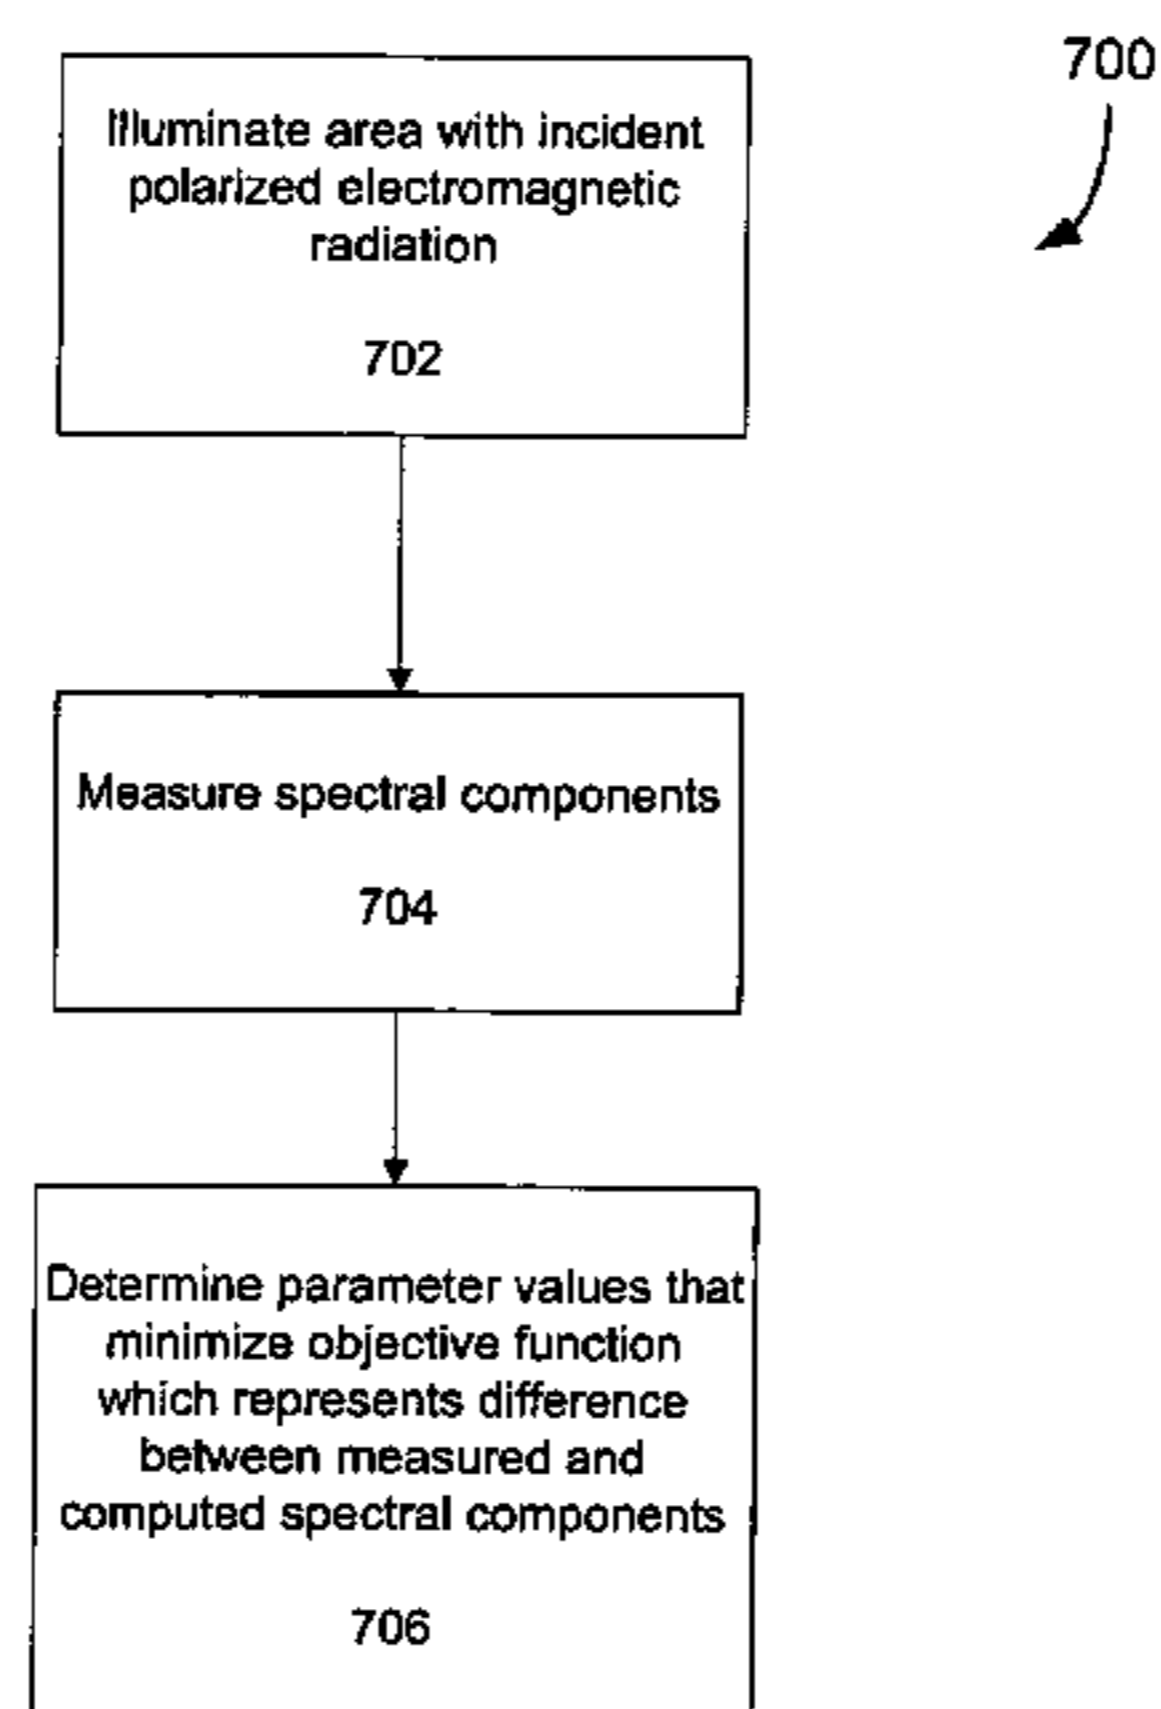 700
Illuminate area with incident
polarized electromagnetic
radiation
702
Measure spectral components
704
Determine parameter values that
minimize objective function
which represents difference
between measured and
computed spectral components
706